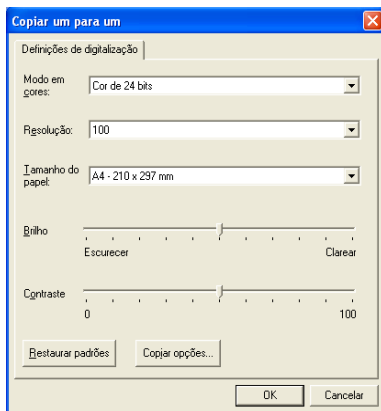 Copiar um para um
Definições de digitalização
Modo em
cores:
Cor de 24 bits
Resolução:
100
Tamanho do
papel:
A4 - 210 x 297 mm
Brilho
Escurecer
Clarear
Contraste
0
100
Restaurar padrões
Copiar opções...
OK
Cancelar